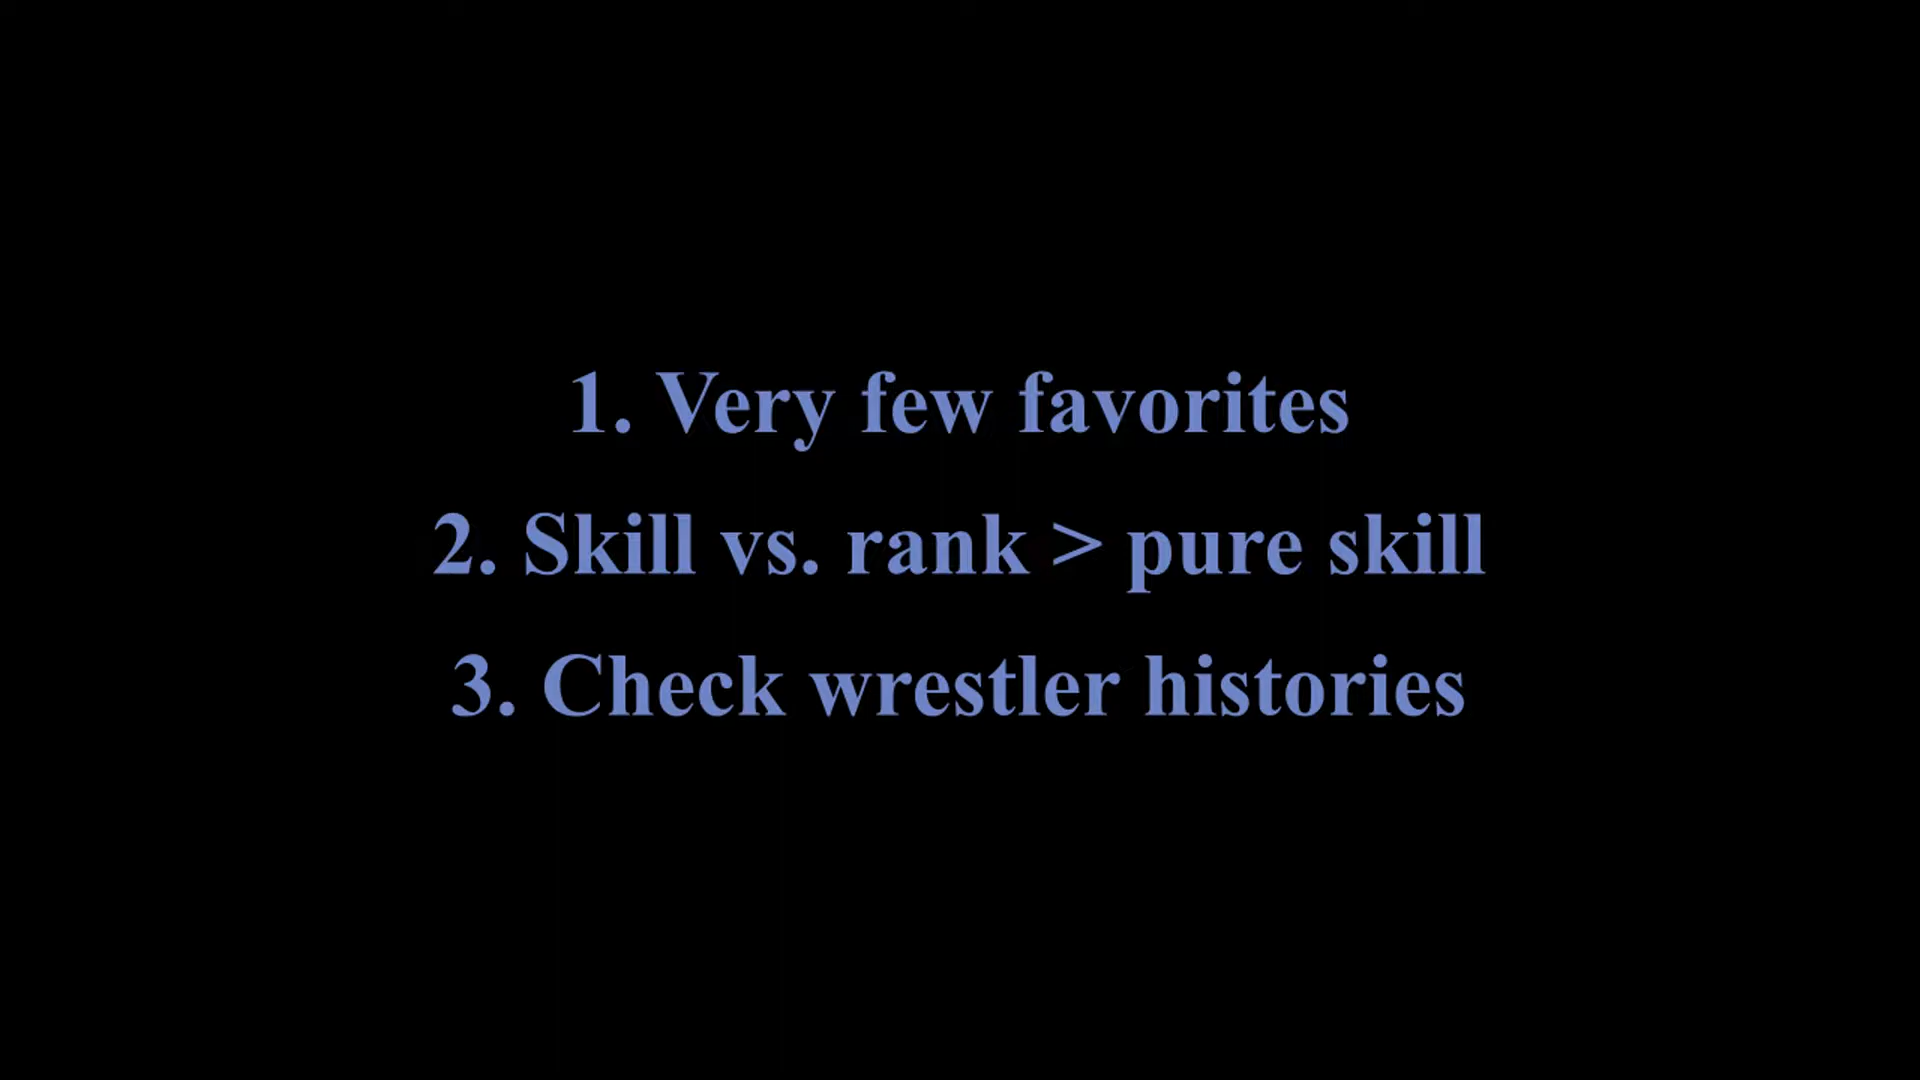 1. Very few favorites
2. Skill vs. rank > pure skill
3. Check wrestler histories